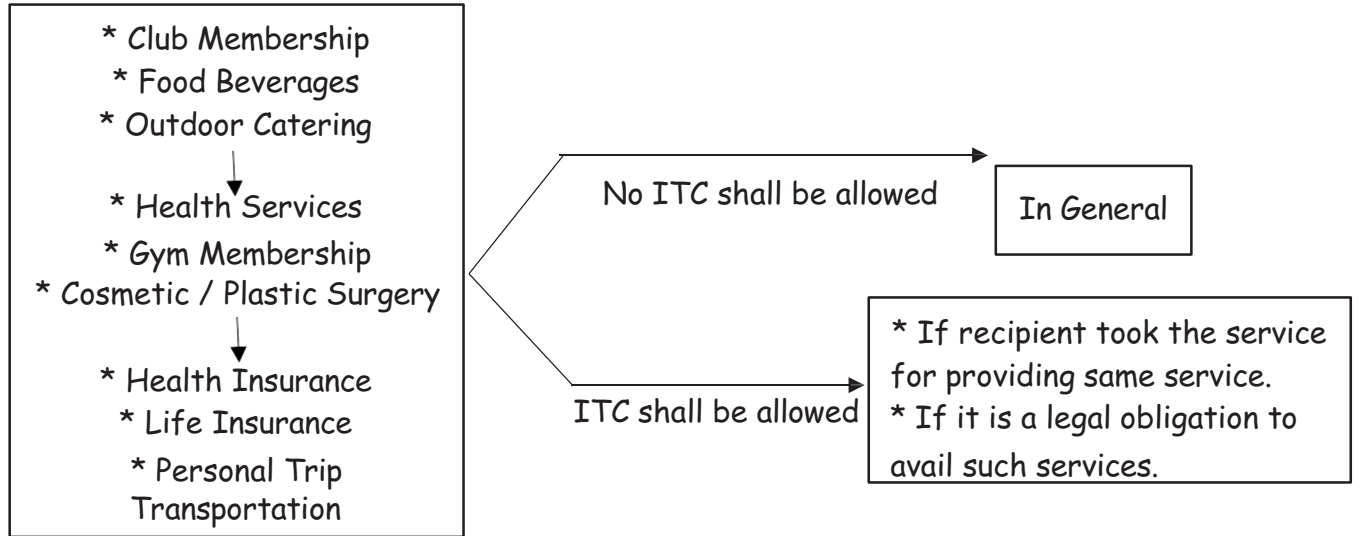 * Club Membership
* Food Beverages
* Outdoor Catering
* Health Services
* Gym Membership
* Cosmetic / Plastic Surgery
* Health Insurance
* Life Insurance
* Personal Trip
Transportation
No ITC shall be allowed
In General
ITC shall be allowed
* If recipient took the service
for providing same service.
* If it is a legal obligation to
avail such services.